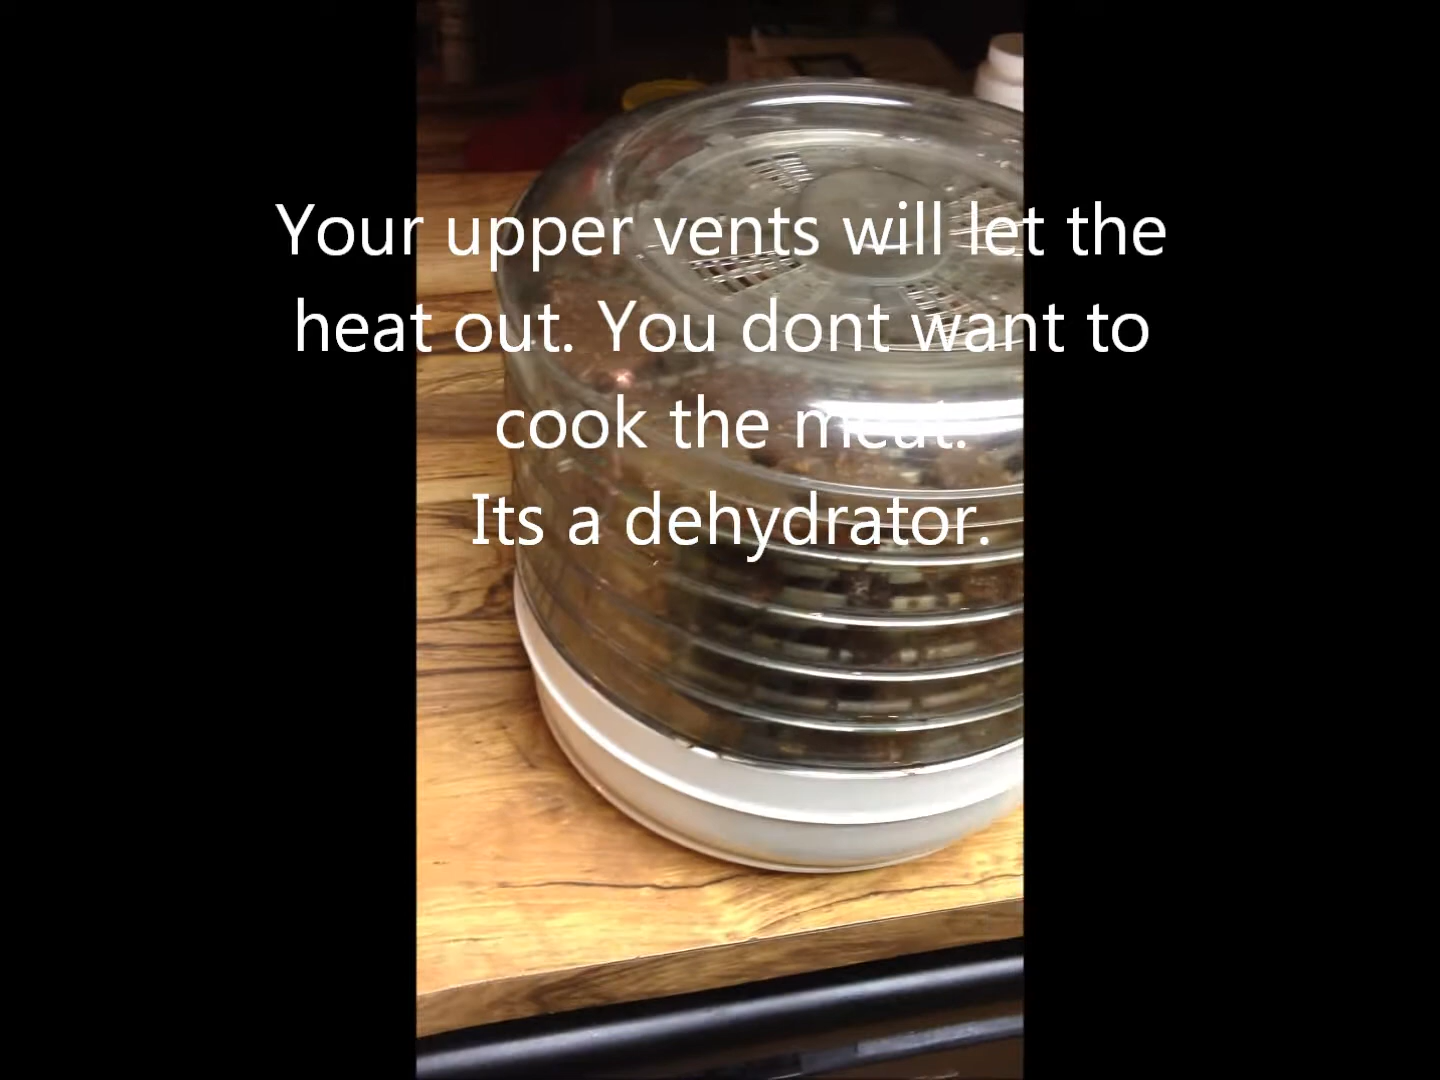 Your upper vents will let the
heat out. You dont want to
cook the meat.
Its a dehydrator.